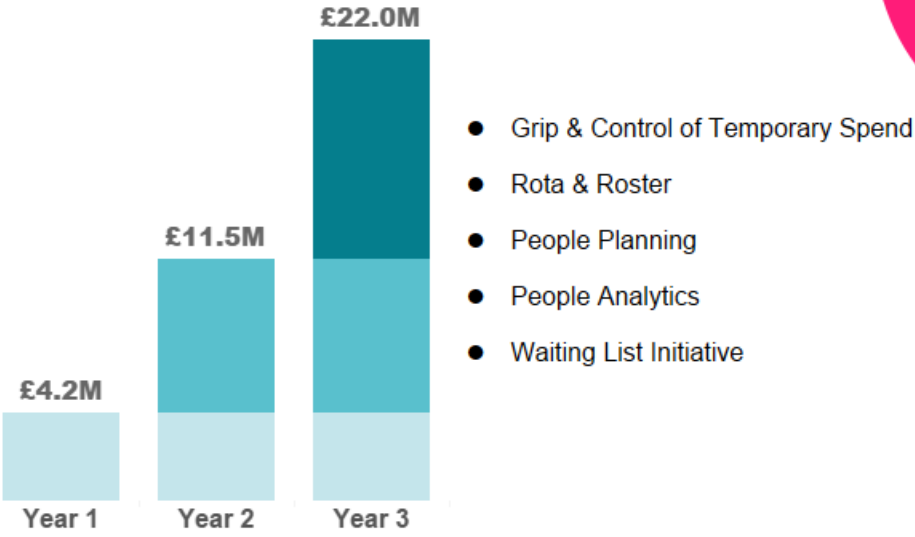 £22.0M
£11.5M
£4.2M
Year 1
Year 2
Year 3
● Grip & Control of Temporary Spend
● Rota & Roster
● People Planning
● People Analytics
● Waiting List Initiative